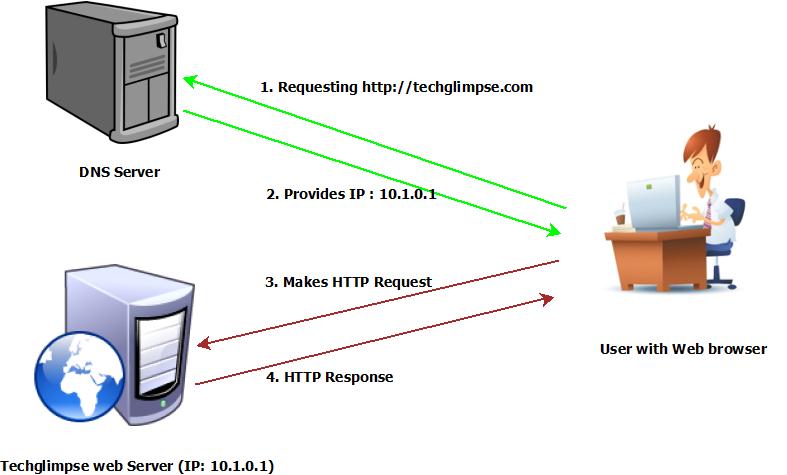 1. Requesting http://techglimpse.com
DNS Server
2. Provides IP : 10.1.0.1
3. Makes HTTP Request
User with Web browser
4. HTTP Response
Techglimpse web Server (IP: 10.1.0.1)